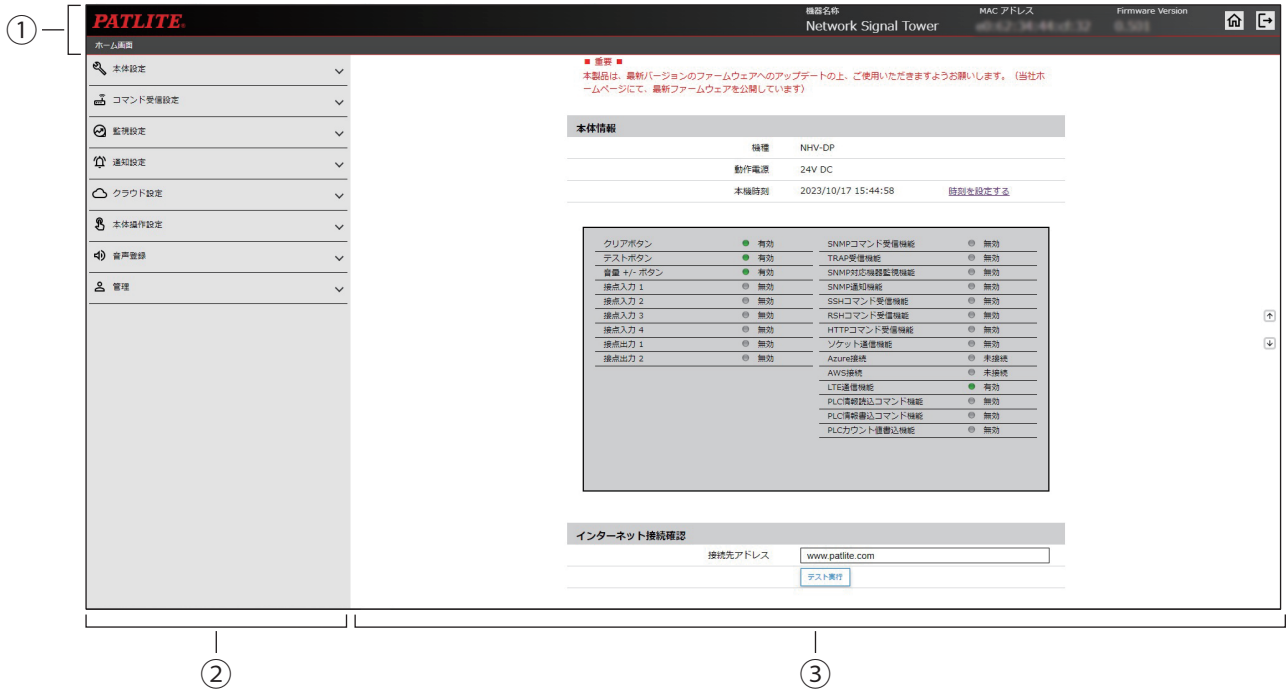 ①
PATLITE®
機器名称
Network Signal Tower
MAC アドレス
Firmware Version
ホーム画面
本体設定
コマンド受信設定
監視設定
通知設定
クラウド設定
本体操作設定
音声登録
管理
■ 重要 ■
本製品は、最新バージョンのファームウェアへのアップデートの上、ご使用いただきますようお願いします。（当社ホ
ームページにて、最新ファームウェアを公開しています）
本体情報
機種 NHV-DP
動作電源 24V DC
本機時刻 2023/10/17 15:44:58 時刻を設定する
クリアボタン 有効
テストボタン 有効
音量 +/- ボタン 有効
接点入力 1 無効
接点入力 2 無効
接点入力 3 無効
接点入力 4 無効
接点出力 1 無効
接点出力 2 無効
SNMPコマンド受信機能 無効
TRAP受信機能 無効
SNMP対応機器監視機能 無効
SNMP通知機能 無効
SSHコマンド受信機能 無効
RSHコマンド受信機能 無効
HTTPコマンド受信機能 無効
ソケット通信機能 無効
Azure接続 未接続
AWS接続 未接続
LTE通信機能 有効
PLC情報読込コマンド機能 無効
PLC情報書込コマンド機能 無効
PLCカウント値書込機能 無効
インターネット接続確認
接続先アドレス www.patlite.com
テスト実行
②
③